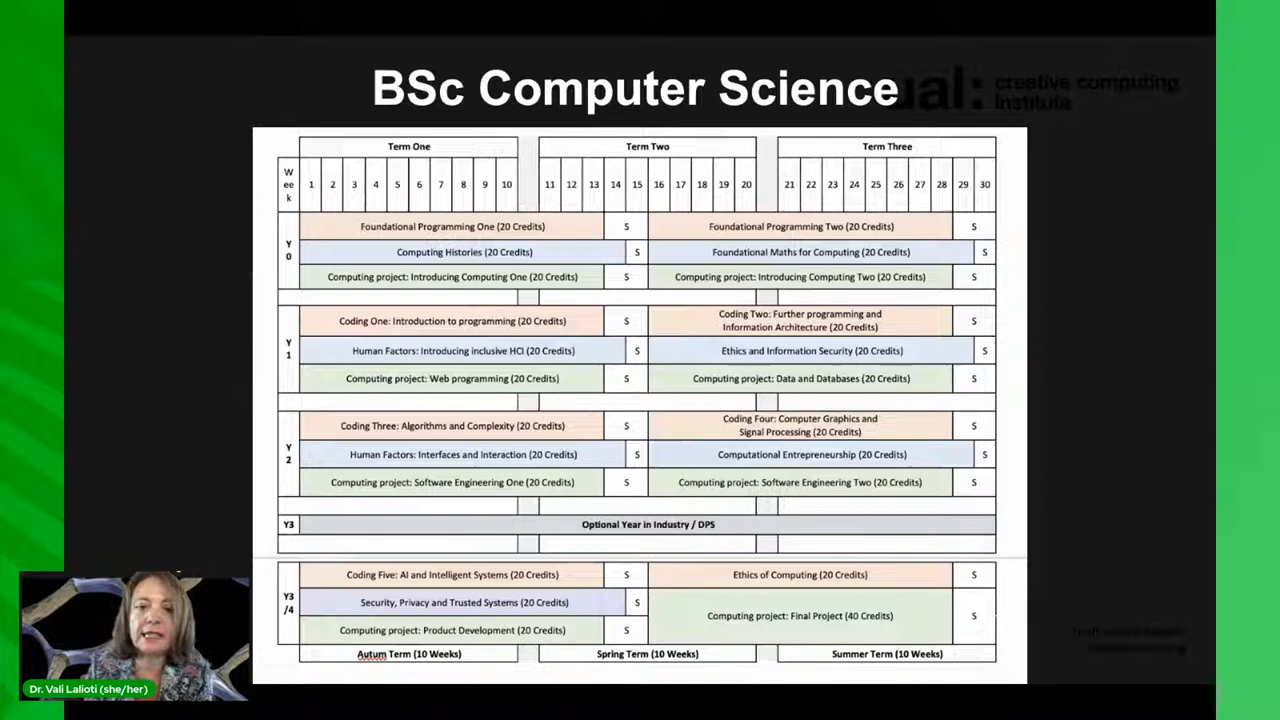 BSc Computer Science
ual: creative computing
institute
Term One Term Two Term Three
W
ee
k
1 2 3 4 5 6 7 8 9 10 11 12 13 14 15 16 17 18 19 20 21 22 23 24 25 26 27 28 29 30
Y
0
Foundational Programming One (20 Credits) S Foundational Programming Two (20 Credits) S
Computing Histories (20 Credits) S Foundational Maths for Computing (20 Credits) S
Computing project: Introducing Computing One (20 Credits) S Computing project: Introducing Computing Two (20 Credits) S
Y
1
Coding One: Introduction to programming (20 Credits) S Coding Two: Further programming and
Information Architecture (20 Credits) S
Human Factors: Introducing inclusive HCI (20 Credits) S Ethics and Information Security (20 Credits) S
Computing project: Web programming (20 Credits) S Computing project: Data and Databases (20 Credits) S
Y
2
Coding Three: Algorithms and Complexity (20 Credits) S Coding Four: Computer Graphics and
Signal Processing (20 Credits) S
Human Factors: Interfaces and Interaction (20 Credits) S Computational Entrepreneurship (20 Credits) S
Computing project: Software Engineering One (20 Credits) S Computing project: Software Engineering Two (20 Credits) S
Y3 Optional Year in Industry / DPS
Y3
/4
Coding Five: AI and Intelligent Systems (20 Credits) S Ethics of Computing (20 Credits) S
Security, Privacy and Trusted Systems (20 Credits) S Computing project: Final Project (40 Credits) S
Computing project: Product Development (20 Credits) S
Autum Term (10 Weeks) Spring Term (10 Weeks) Summer Term (10 Weeks)
Dr. Vali Lalioti (she/her)